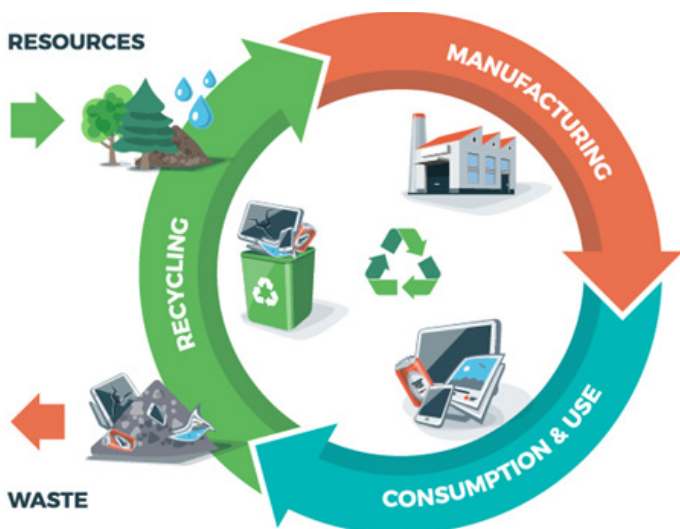 RESOURCES
MANUFACTURING
RECYCLING
CONSUMPTION & USE
WASTE